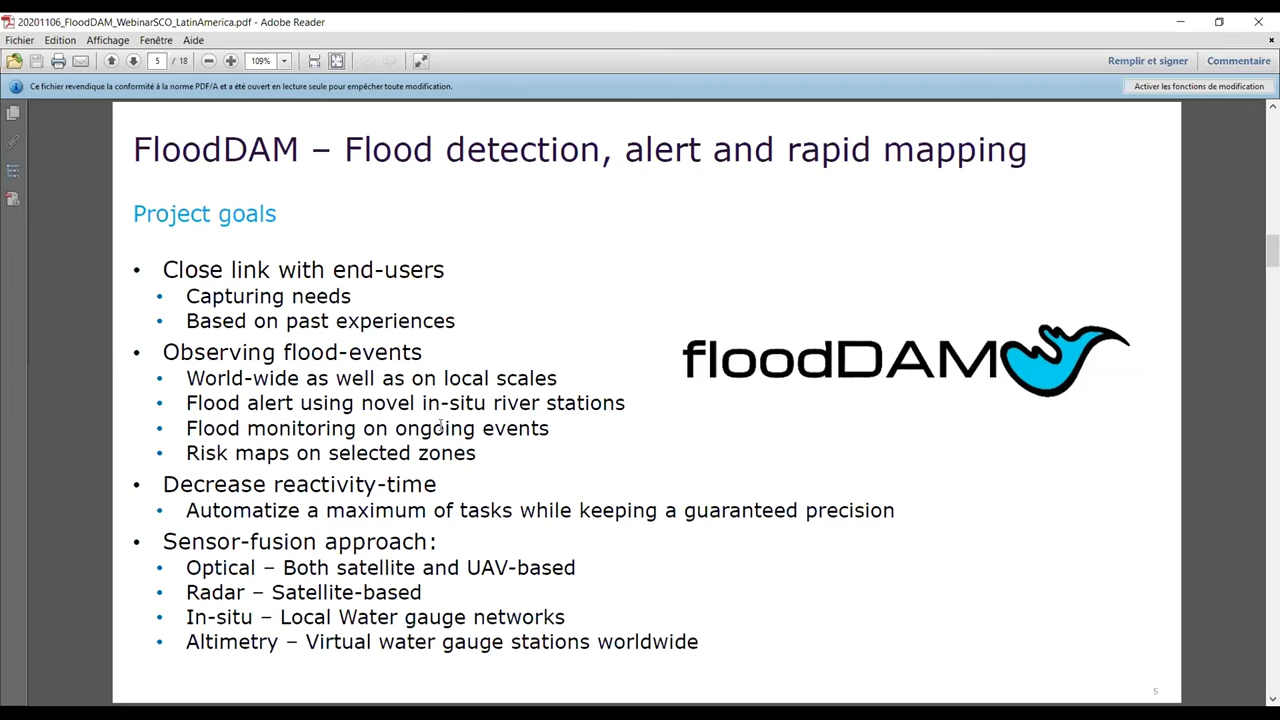 20201106_FloodDAM_WebinarSCO_LatinAmerica.pdf - Adobe Reader
Fichier Edition Affichage Fenêtre Aide
5 / 18 109% Remplir et signer Commentaire
Ce fichier revendique la conformité à la norme PDF/A et a été ouvert en lecture seule pour empêcher toute modification. Activer les fonctions de modification
FloodDAM – Flood detection, alert and rapid mapping
Project goals
• Close link with end-users
• Capturing needs
• Based on past experiences
• Observing flood-events
• World-wide as well as on local scales
• Flood alert using novel in-situ river stations
• Flood monitoring on ongoing events
• Risk maps on selected zones
• Decrease reactivity-time
• Automatize a maximum of tasks while keeping a guaranteed precision
• Sensor-fusion approach:
• Optical – Both satellite and UAV-based
• Radar – Satellite-based
• In-situ – Local Water gauge networks
• Altimetry – Virtual water gauge stations worldwide
floodDAM
5